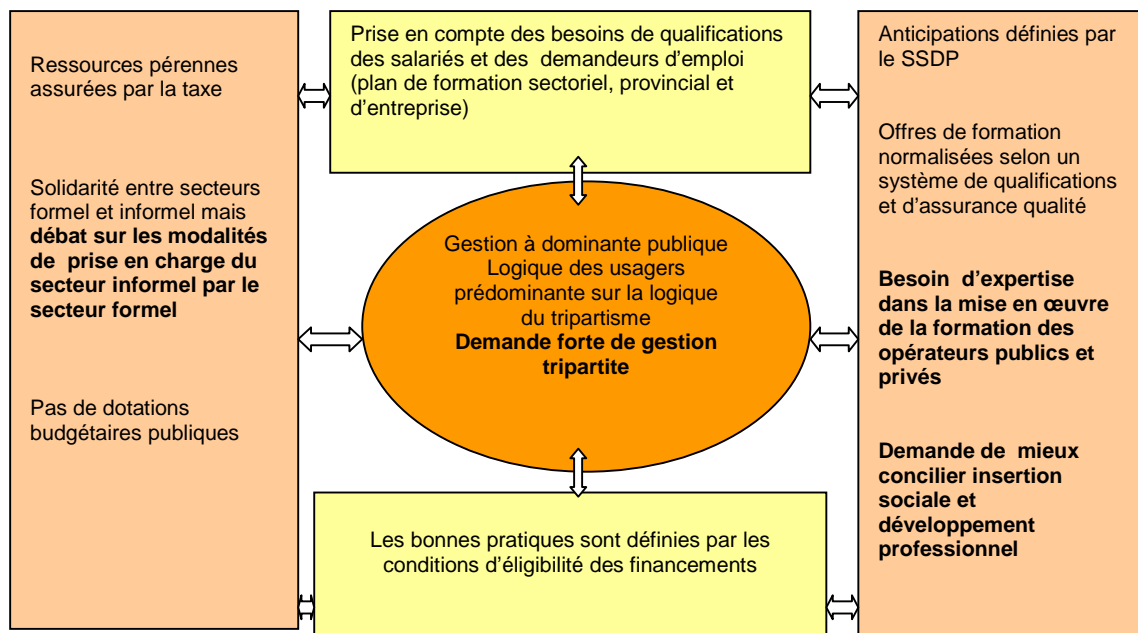 Ressources pérennes
assurées par la taxe
Solidarité entre secteurs
formel et informel mais
débat sur les modalités
de prise en charge du
secteur informel par le
secteur formel
Pas de dotations
budgétaires publiques
Prise en compte des besoins de qualifications
des salariés et des demandeurs d'emploi
(plan de formation sectoriel, provincial et
d'entreprise)
Gestion à dominante publique
Logique des usagers
prédominante sur la logique
du tripartisme
Demande forte de gestion
tripartite
Les bonnes pratiques sont définies par les
conditions d'éligibilité des financements
Anticipations définies par
le SSDP
Offres de formation
normalisées selon un
système de qualifications
et d'assurance qualité
Besoin d'expertise
dans la mise en œuvre
de la formation des
opérateurs publics et
privés
Demande de mieux
concilier insertion
sociale et
développement
professionnel